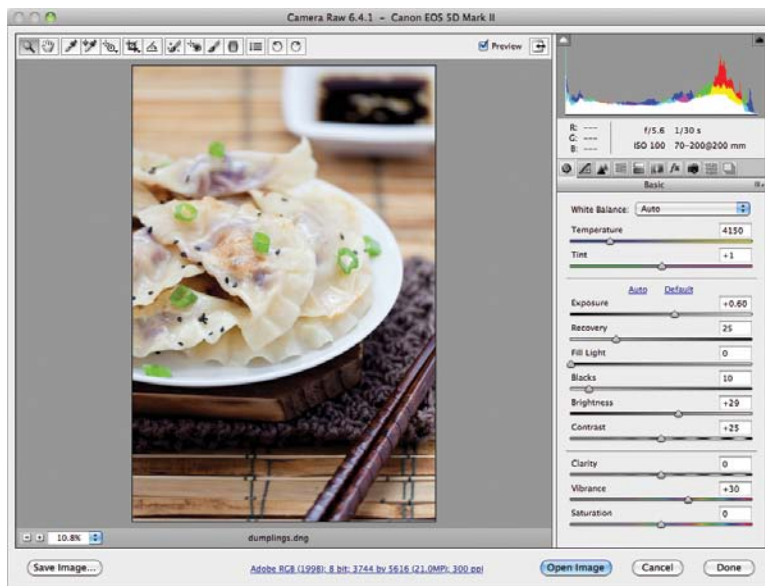 Camera Raw 6.4.1 – Canon EOS 5D Mark II
Preview
R: ---
G: ---
B: ---
f/5.6 1/30 s
ISO 100 70-200@200 mm
Basic
White Balance: Auto
Temperature 4150
Tint +1
Auto Default
Exposure +0.60
Recovery 25
Fill Light 0
Blacks 10
Brightness +29
Contrast +25
Clarity 0
Vibrance +30
Saturation 0
10.8%
dumplings.dng
Save Image...
Adobe RGB (1998); 8 bit; 3744 by 5616 (21.0MP); 300 ppi
Open Image
Cancel
Done